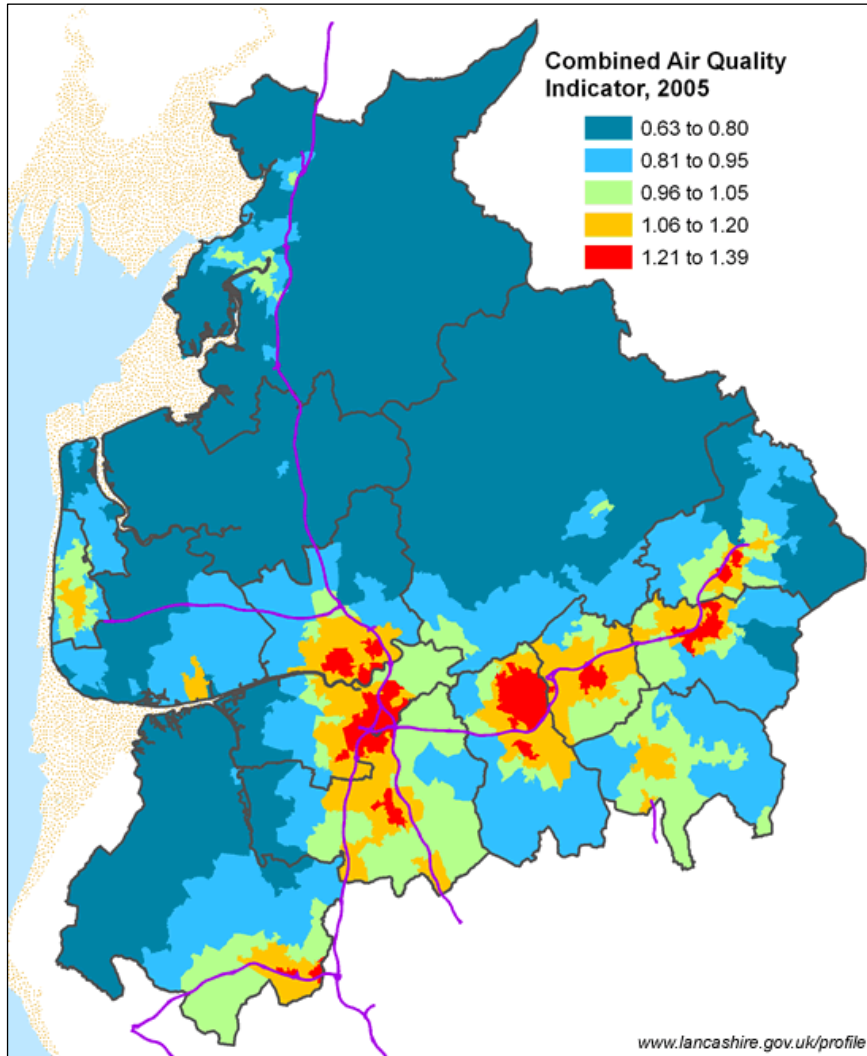 Combined Air Quality
Indicator, 2005
0.63 to 0.80
0.81 to 0.95
0.96 to 1.05
1.06 to 1.20
1.21 to 1.39
www.lancashire.gov.uk/profile